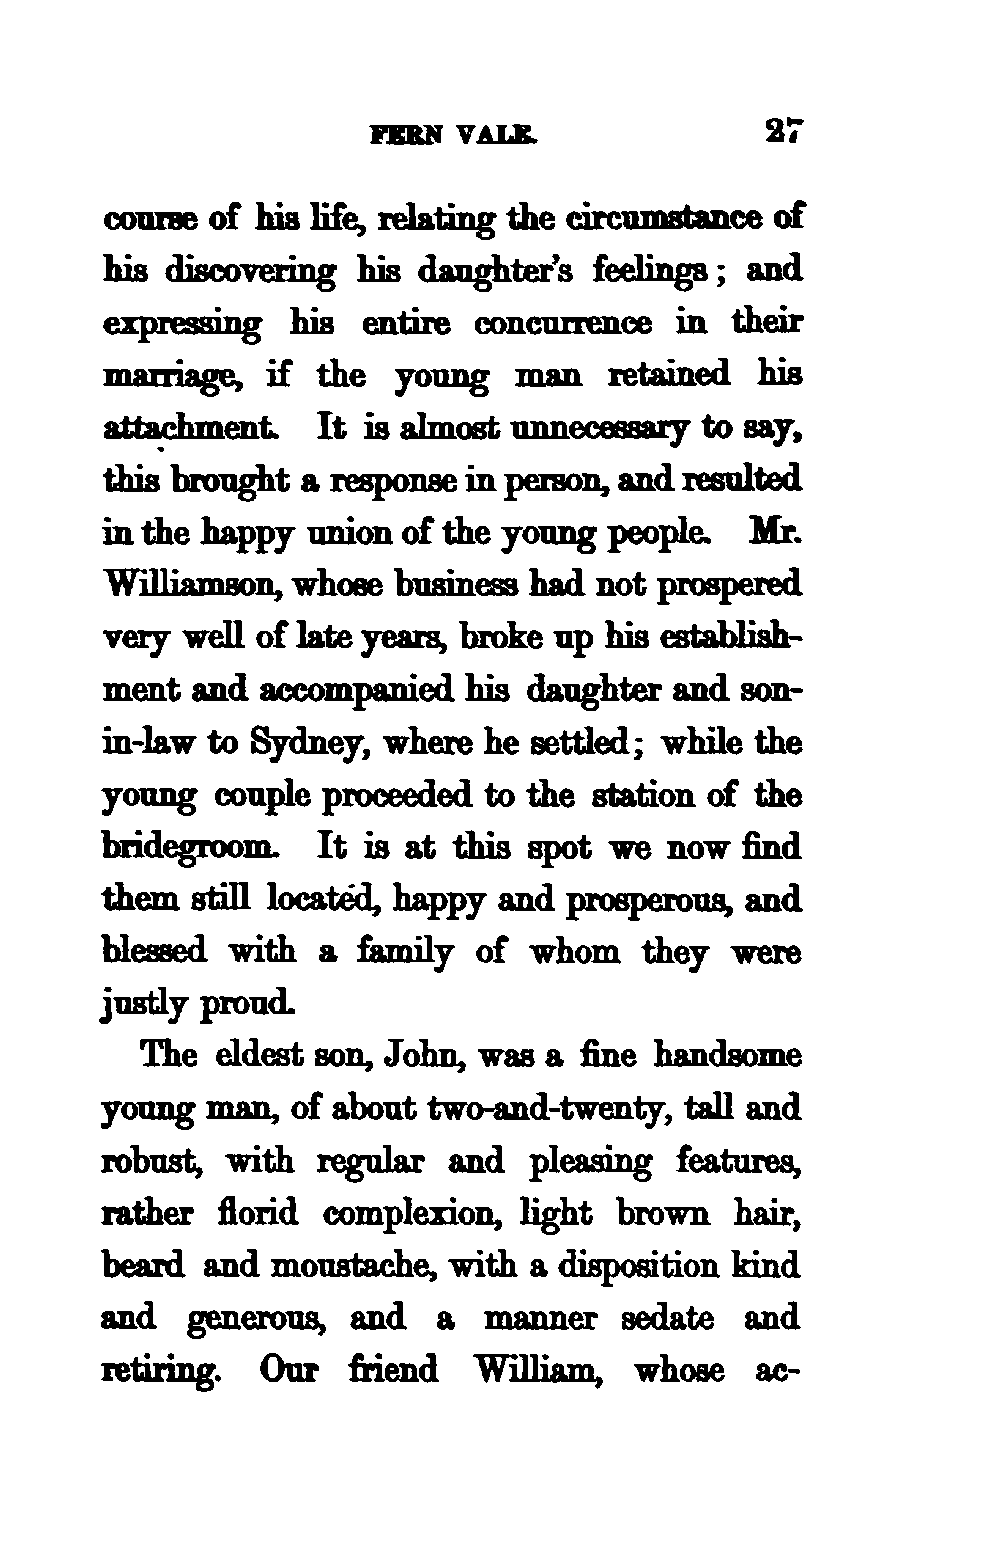 FERN VALE. 27
course of his life, relating the circumstance of
his discovering his daughter's feelings; and
expressing his entire concurrence in their
marriage, if the young man retained his
attachment. It is almost unnecessary to say,
this brought a response in person, and resulted
in the happy union of the young people. Mr.
Williamson, whose business had not prospered
very well of late years, broke up his establish-
ment and accompanied his daughter and son-
in-law to Sydney, where he settled; while the
young couple proceeded to the station of the
bridegroom. It is at this spot we now find
them still located, happy and prosperous, and
blessed with a family of whom they were
justly proud.
The eldest son, John, was a fine handsome
young man, of about two-and-twenty, tall and
robust, with regular and pleasing features,
rather florid complexion, light brown hair,
beard and moustache, with a disposition kind
and generous, and a manner sedate and
retiring. Our friend William, whose ac-